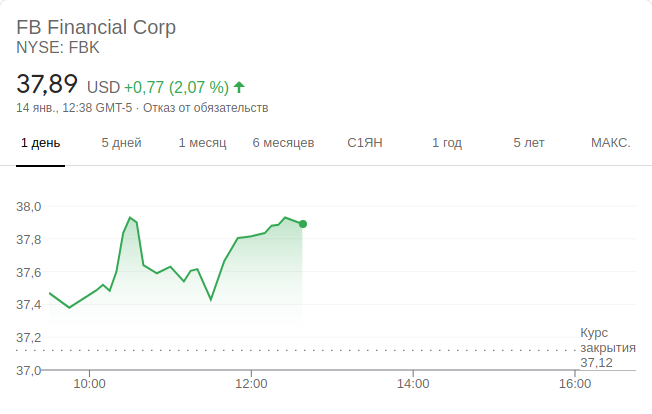 FB Financial Corp
NYSE: FBK
37,89 USD +0,77 (2,07 %)
14 янв., 12:38 GMT-5 · Отказ от обязательств
1 день 5 дней 1 месяц 6 месяцев С1ЯН 1 год 5 лет МАКС.
38,0
37,8
37,6
37,4
37,2
37,0
Курс
закрытия
37,12
10:00 12:00 14:00 16:00